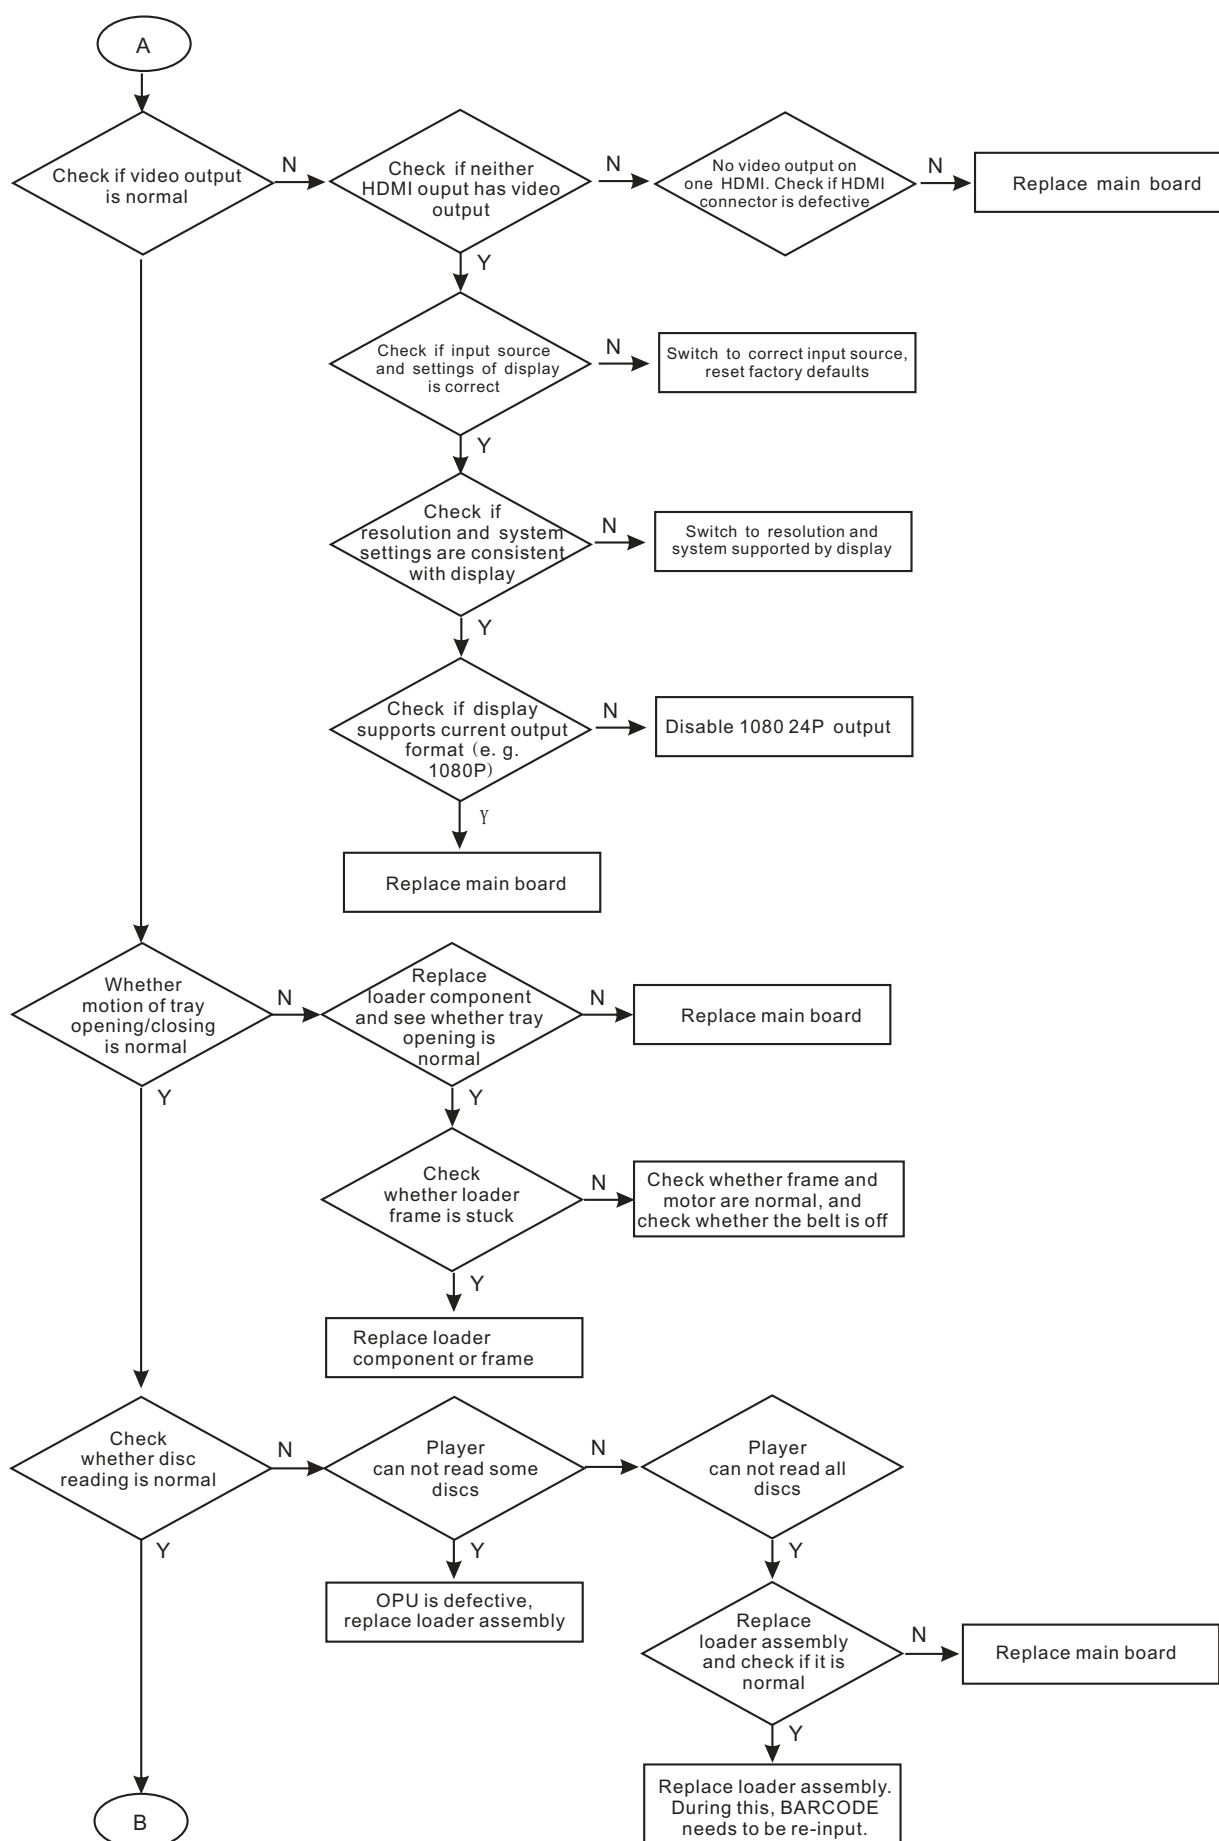 A
Check if video output
is normal
N
Check if neither
HDMI ouput has video
output
N
No video output on
one HDMI. Check if HDMI
connector is defective
N
Replace main board
Y
Check if input source
and settings of display
is correct
N
Switch to correct input source,
reset factory defaults
Y
Check if
resolution and system
settings are consistent
with display
N
Switch to resolution and
system supported by display
Y
Check if display
supports current output
format (e. g.
1080P)
N
Disable 1080 24P output
Y
Replace main board
Whether
motion of tray
opening/closing
is normal
N
Replace
loader component
and see whether tray
opening is
normal
N
Replace main board
Y
Y
Check
whether loader
frame is stuck
N
Check whether frame and
motor are normal, and
check whether the belt is off
Y
Replace loader
component or frame
Check
whether disc
reading is normal
N
Player
can not read some
discs
N
Player
can not read all
discs
Y
Y
Y
OPU is defective,
replace loader assembly
Replace
loader assembly
and check if it is
normal
N
Replace main board
Y
Replace loader assembly.
During this, BARCODE
needs to be re-input.
B